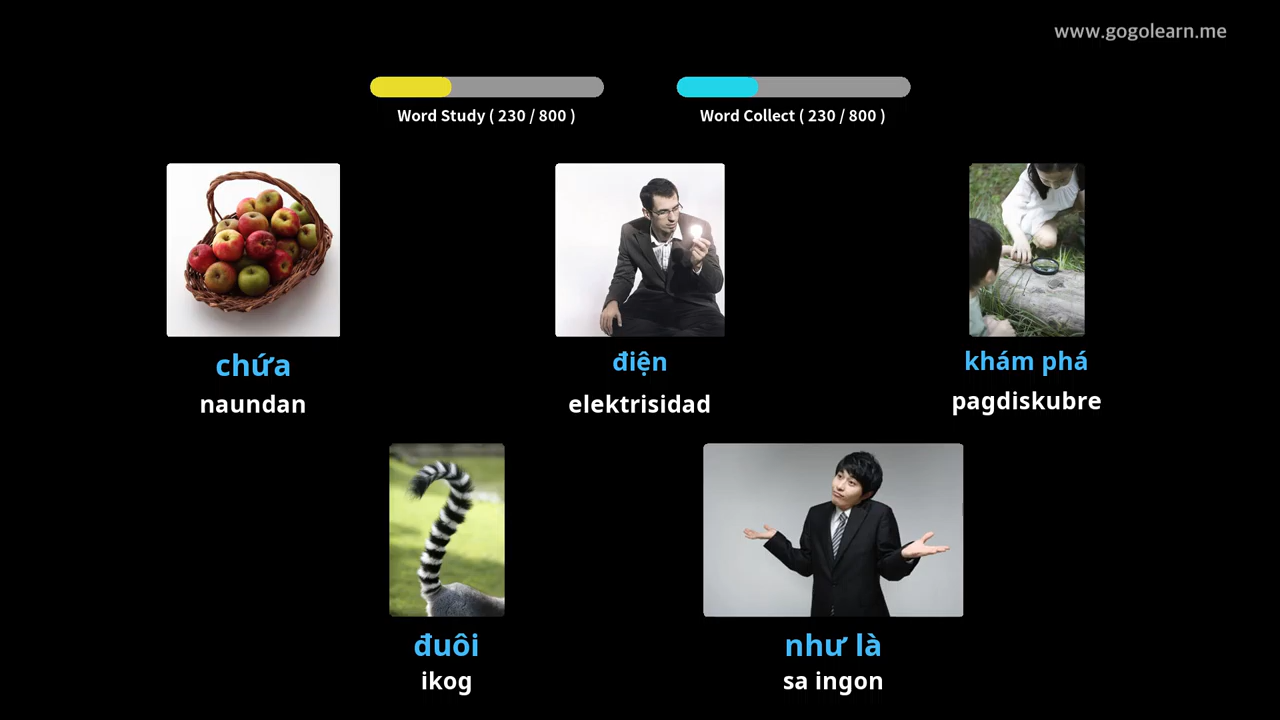 www.gogolearn.me
Word Study ( 230 / 800 )
Word Collect ( 230 / 800 )
chứa
naundan
điện
elektrisidad
khám phá
pagdiskubre
đuôi
ikog
như là
sa ingon